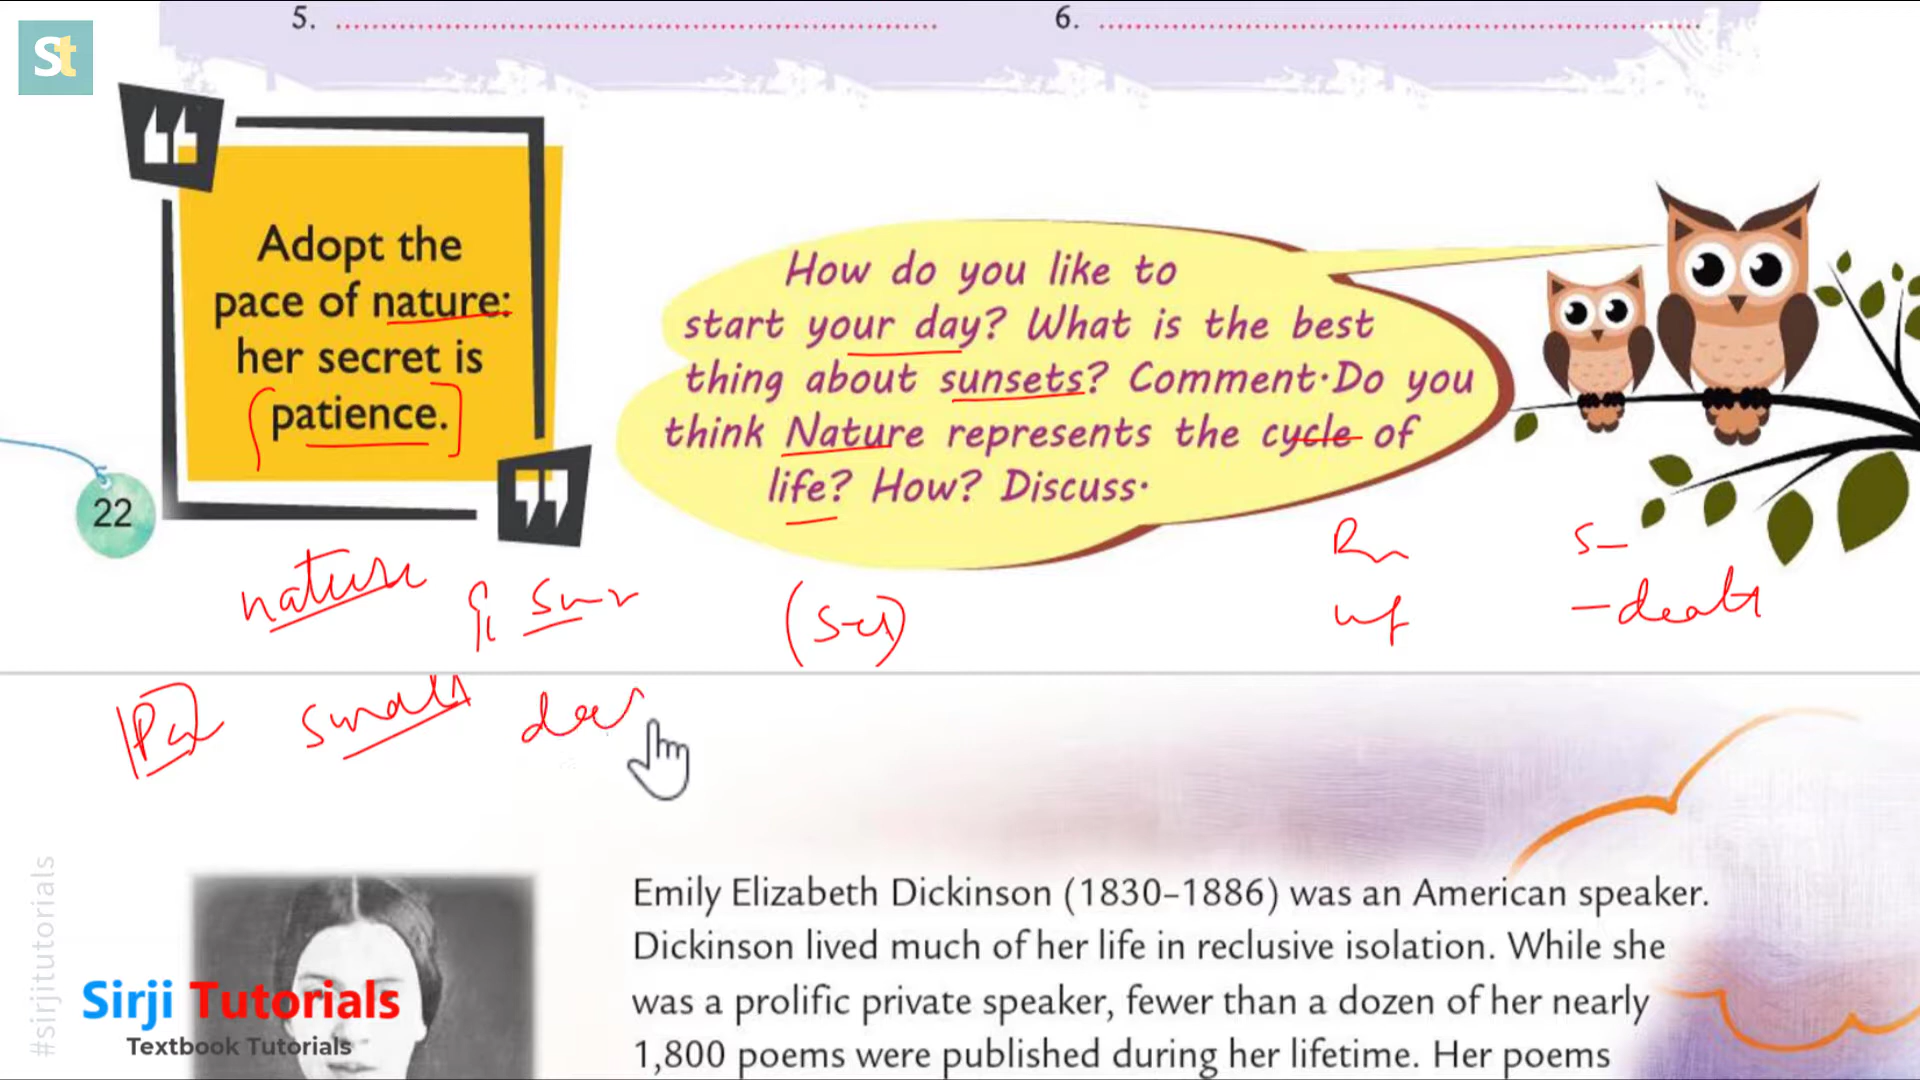 5. ........................................................................
6. ........................................................................
St
Adopt the
pace of nature:
her secret is
patience.
How do you like to
start your day? What is the best
thing about sunsets? Comment·Do you
think Nature represents the cycle of
life? How? Discuss·
22
nature
death
small
Emily Elizabeth Dickinson (1830–1886) was an American speaker.
Dickinson lived much of her life in reclusive isolation. While she
was a prolific private speaker, fewer than a dozen of her nearly
1,800 poems were published during her lifetime. Her poems
#sirjitutorials
Sirji Tutorials
Textbook Tutorials